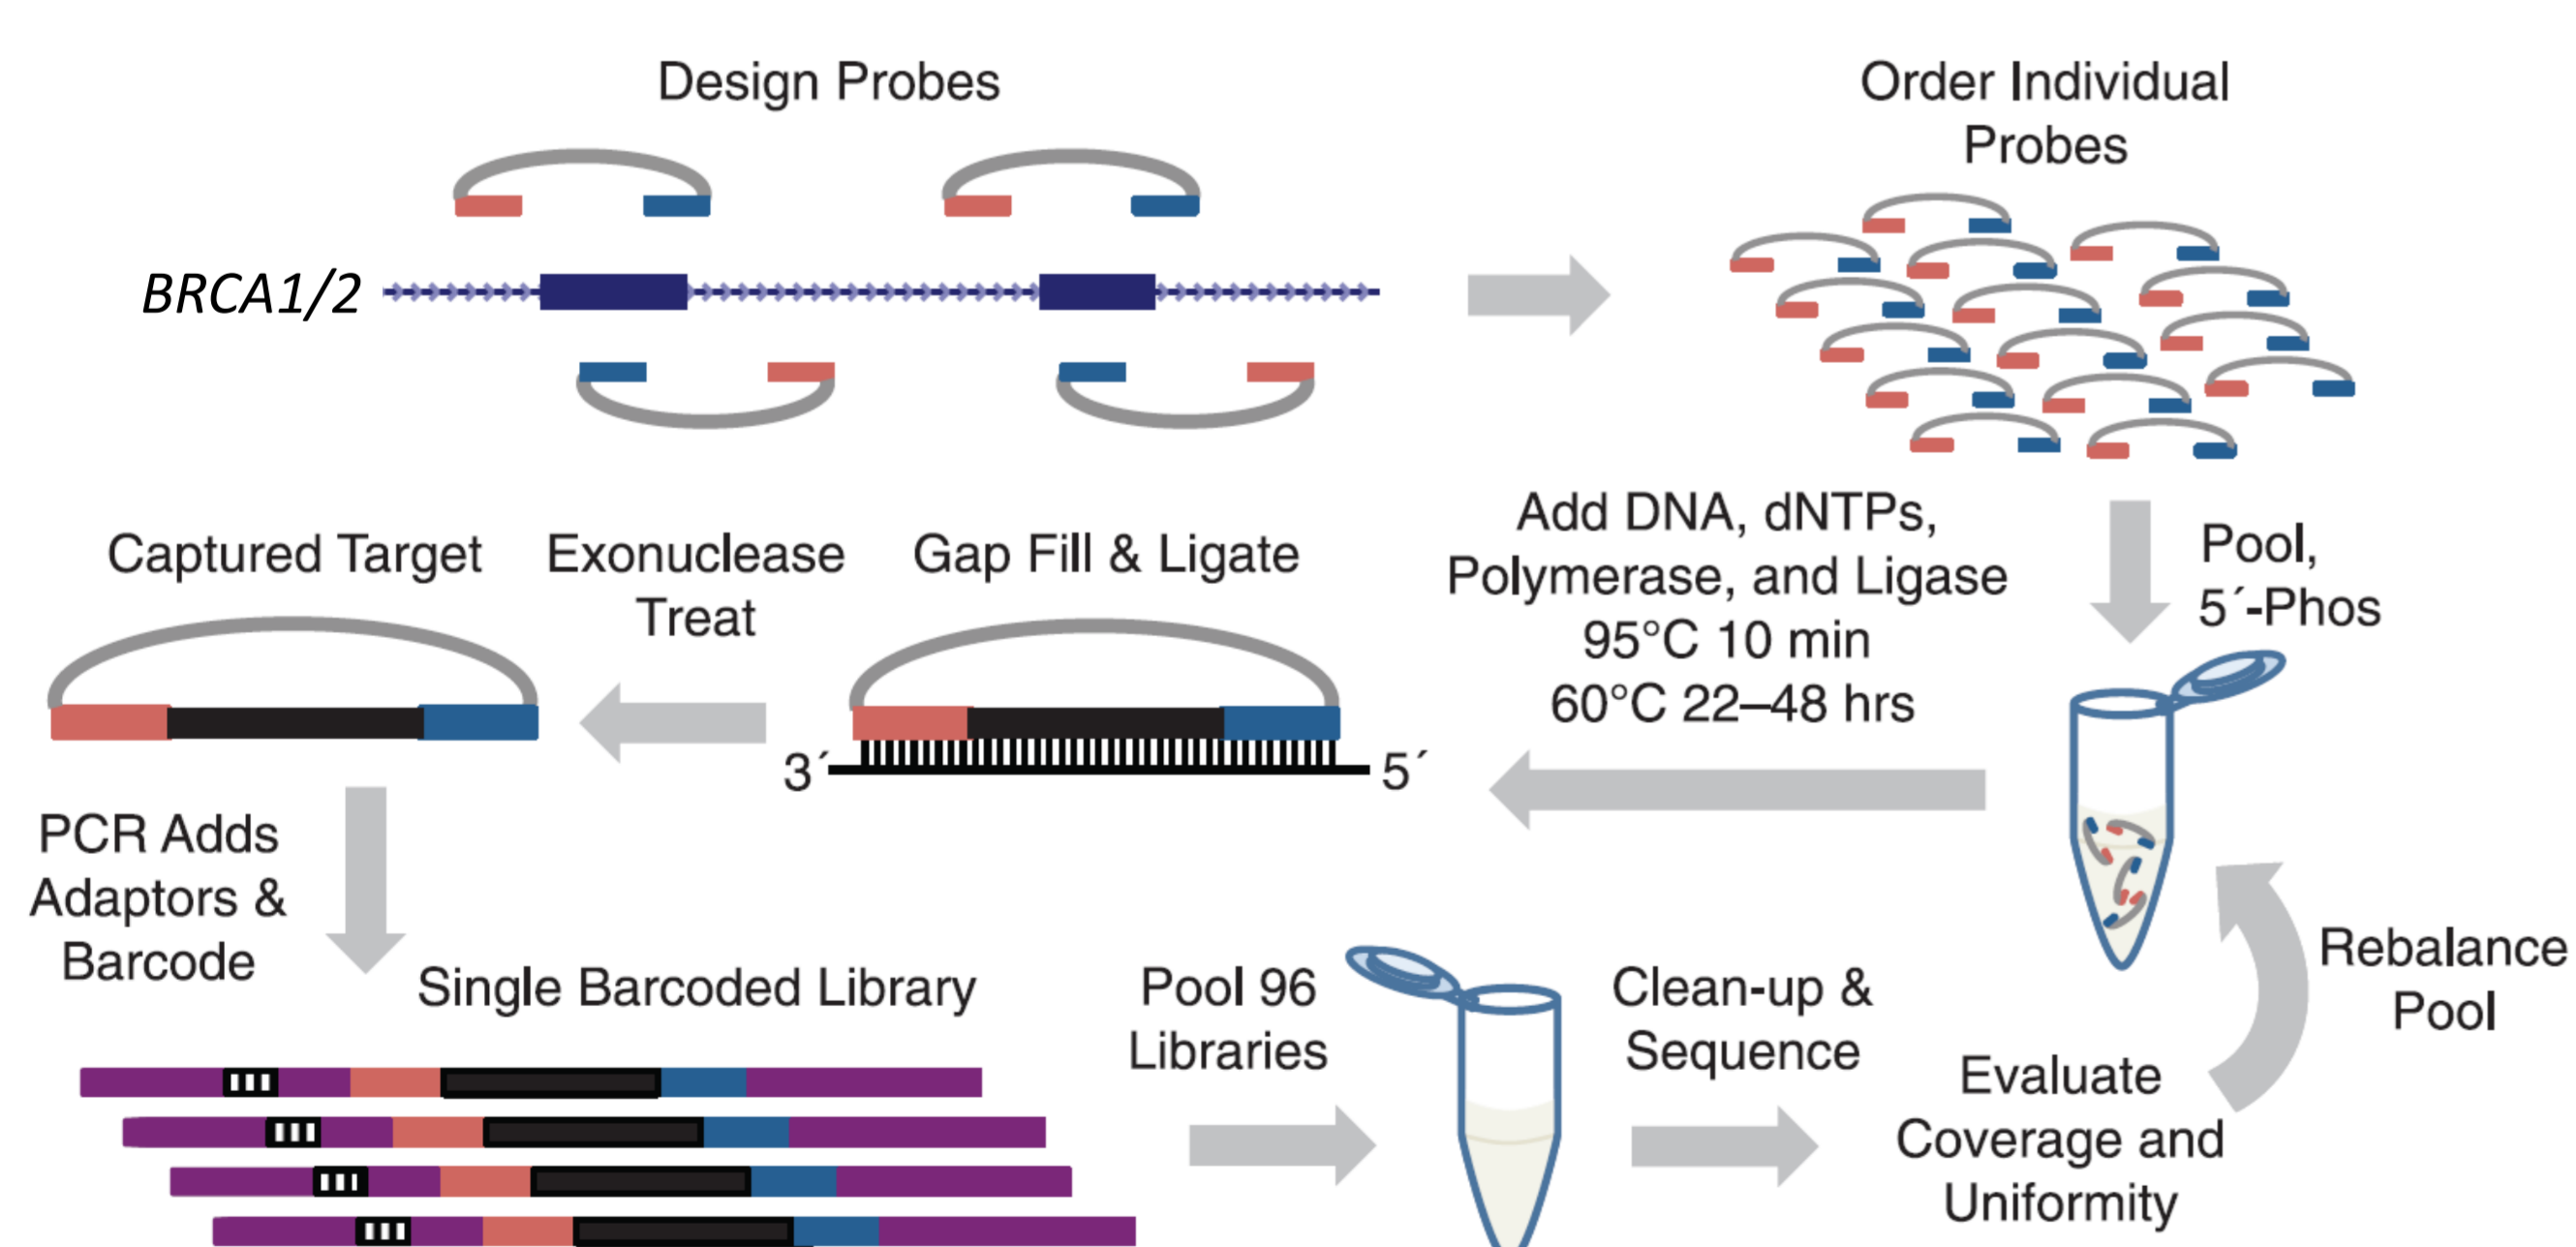 Design Probes
Order Individual
Probes
BRCA1/2
Pool,
5´-Phos
Add DNA, dNTPs,
Polymerase, and Ligase
95°C 10 min
60°C 22–48 hrs
Gap Fill & Ligate
3´
5´
Exonuclease
Treat
Captured Target
PCR Adds
Adaptors &
Barcode
Single Barcoded Library
Pool 96
Libraries
Clean-up &
Sequence
Evaluate
Coverage and
Uniformity
Rebalance
Pool